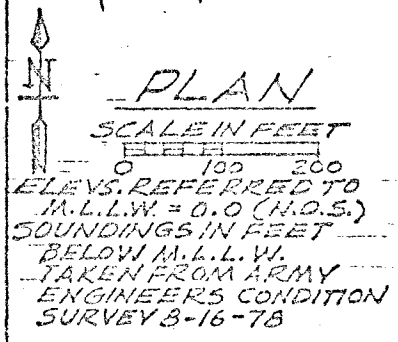 N
PLAN
SCALE IN FEET
0 100 200
ELEVS. REFERRED TO
M.L.L.W. = 0.0 (N.O.S.)
SOUNDINGS IN FEET
BELOW M.L.L.W.
TAKEN FROM ARMY
ENGINEERS CONDITION
SURVEY 8-16-78